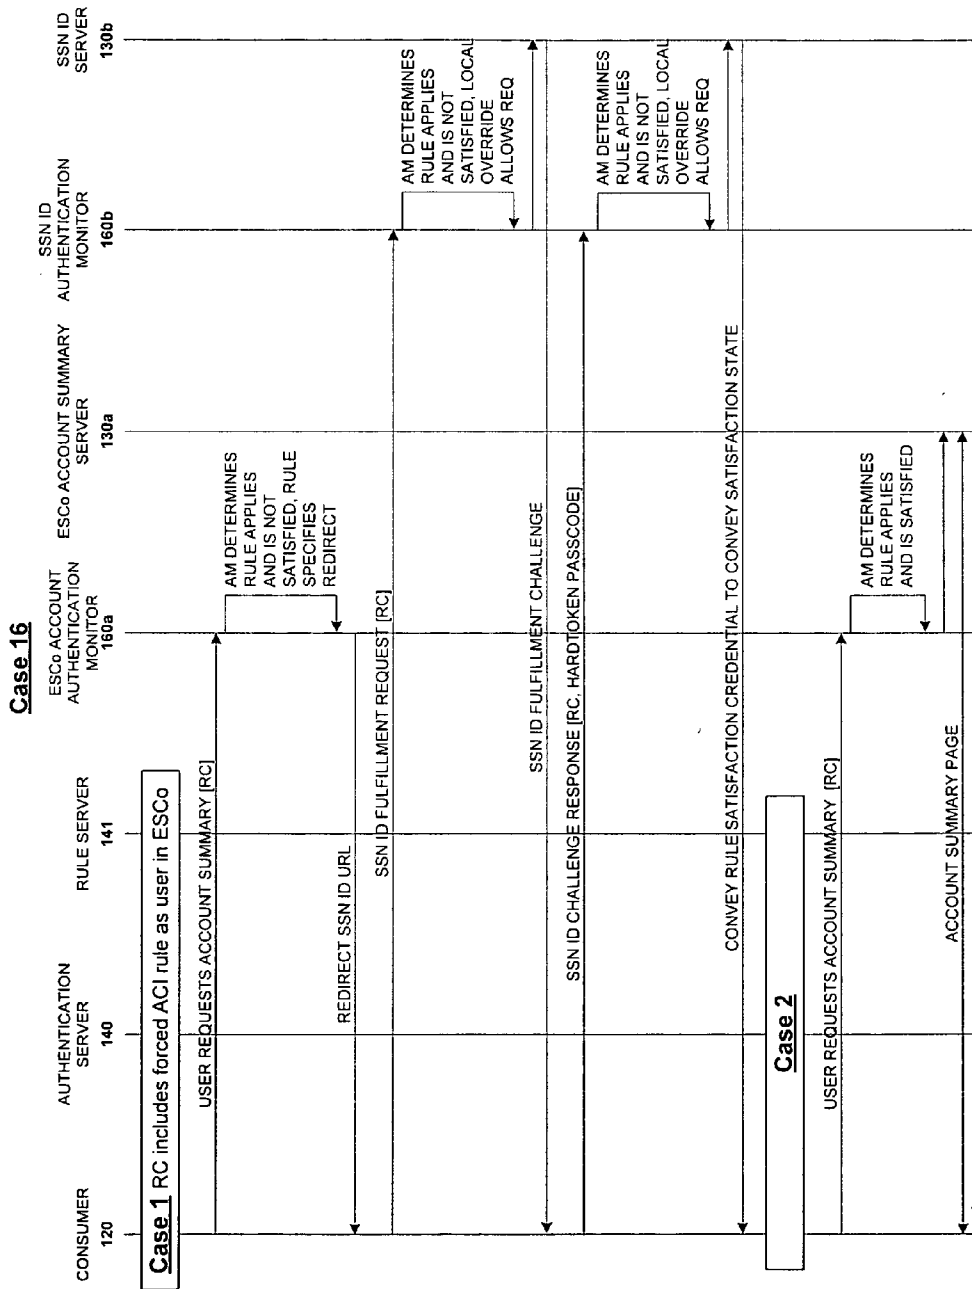 Case 16
CONSUMER
120
AUTHENTICATION
SERVER
140
RULE SERVER
141
ESCo ACCOUNT
AUTHENTICATION
MONITOR
160a
ESCo ACCOUNT SUMMARY
SERVER
130a
SSN ID
AUTHENTICATION
MONITOR
160b
SSN ID
SERVER
130b
Case 1 RC includes forced ACI rule as user in ESCo
USER REQUESTS ACCOUNT SUMMARY [RC]
AM DETERMINES
RULE APPLIES
AND IS NOT
SATISFIED, RULE
SPECIFIES
REDIRECT
REDIRECT SSN ID URL
SSN ID FULFILLMENT REQUEST [RC]
AM DETERMINES
RULE APPLIES
AND IS NOT
SATISFIED, LOCAL
OVERRIDE
ALLOWS REQ
SSN ID FULFILLMENT CHALLENGE
SSN ID CHALLENGE RESPONSE [RC, HARDTOKEN PASSCODE]
AM DETERMINES
RULE APPLIES
AND IS NOT
SATISFIED, LOCAL
OVERRIDE
ALLOWS REQ
CONVEY RULE SATISFACTION CREDENTIAL TO CONVEY SATISFACTION STATE
Case 2
USER REQUESTS ACCOUNT SUMMARY [RC]
AM DETERMINES
RULE APPLIES
AND IS SATISFIED
ACCOUNT SUMMARY PAGE